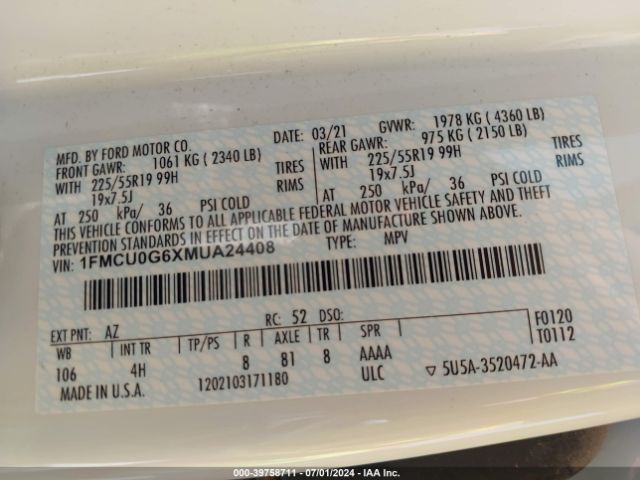 MFD. BY FORD MOTOR CO.
DATE: 03/21 GVWR: 1978 KG ( 4360 LB)
FRONT GAWR: 1061 KG ( 2340 LB) REAR GAWR: 975 KG ( 2150 LB)
WITH 225/55R19 99H TIRES WITH 225/55R19 99H TIRES
19x7.5J RIMS 19x7.5J RIMS
AT 250 kPa/ 36 PSI COLD AT 250 kPa/ 36 PSI COLD
THIS VEHICLE CONFORMS TO ALL APPLICABLE FEDERAL MOTOR VEHICLE SAFETY AND THEFT
PREVENTION STANDARDS IN EFFECT ON THE DATE OF MANUFACTURE SHOWN ABOVE.
VIN: 1FMCU0G6XMUA24408 TYPE: MPV
EXT PNT: AZ RC: 52 DSO: F0120
T0112
WB INT TR TP/PS R AXLE TR SPR
106 4H 8 81 8 AAAA
MADE IN U.S.A. 1202103171180 ULC ▽ 5U5A-3520472-AA
000-39758711 - 07/01/2024 - IAA Inc.